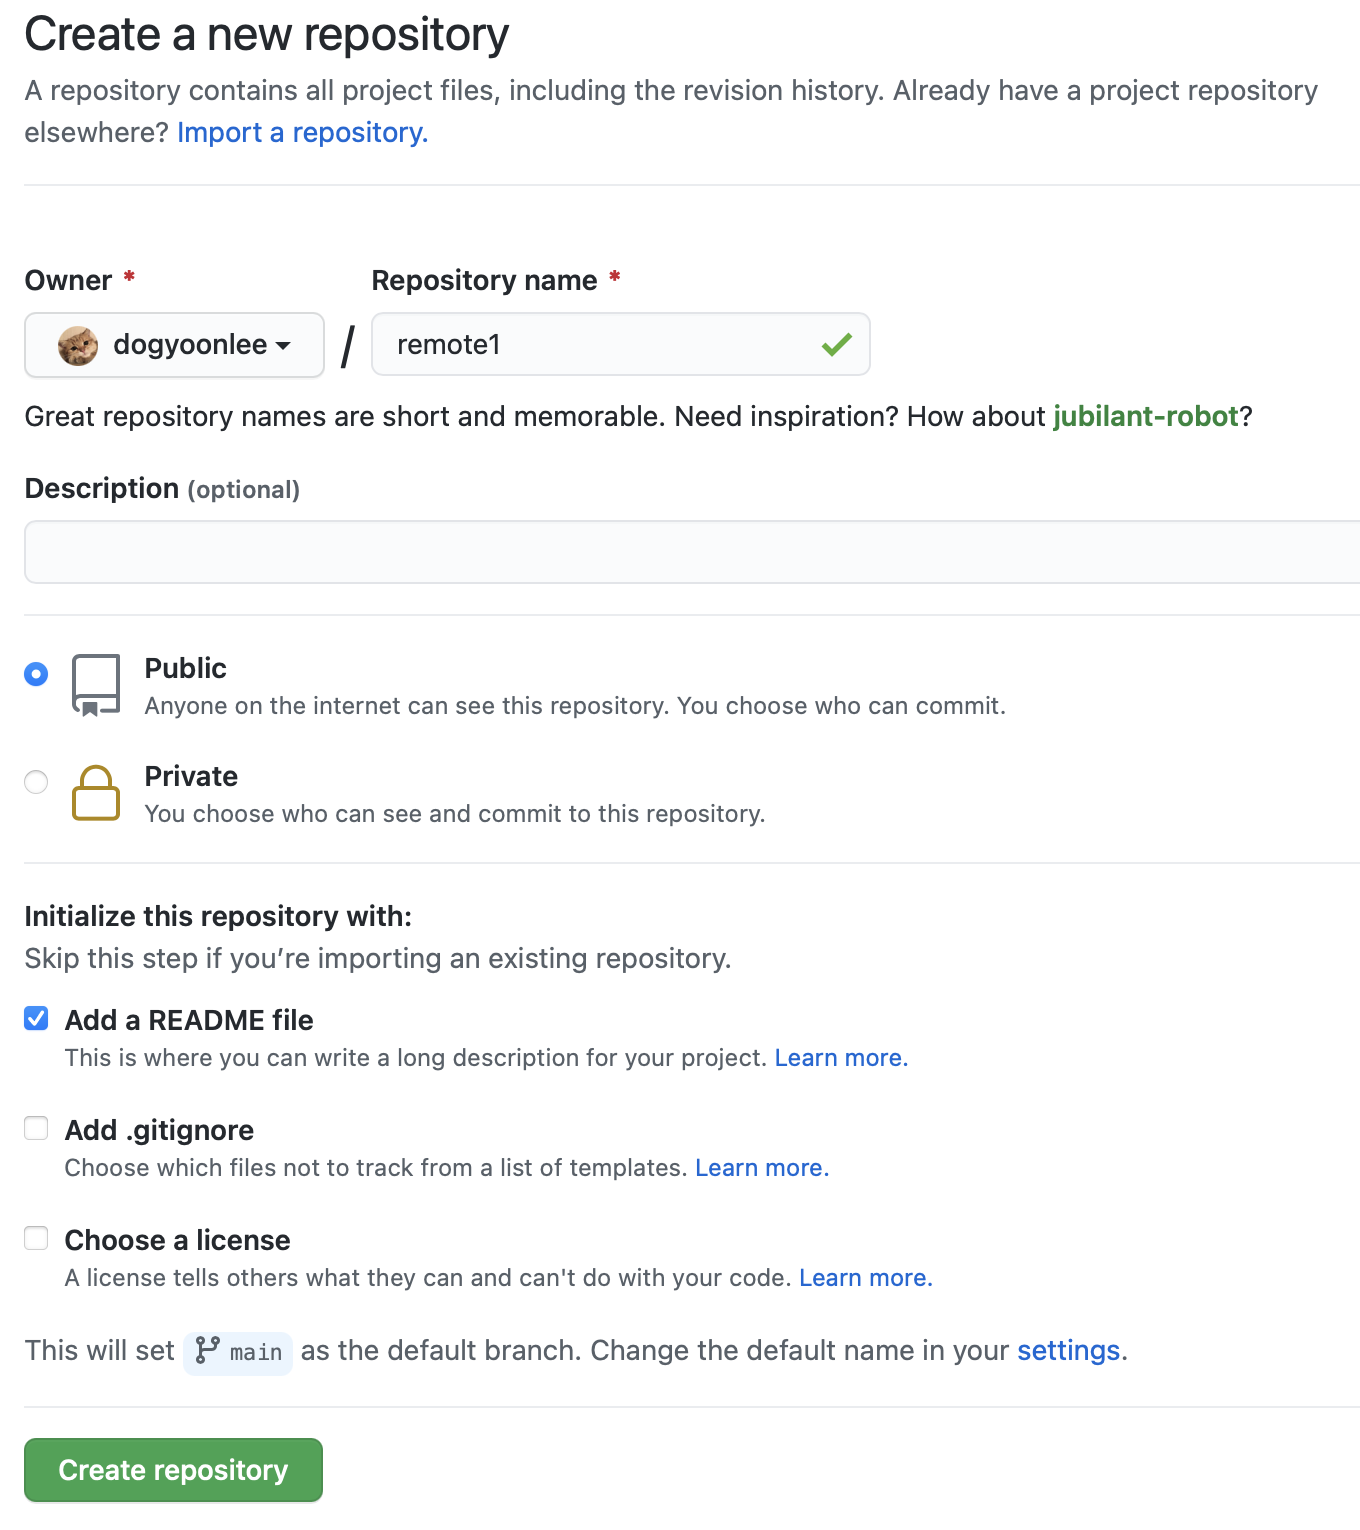 Create a new repository
A repository contains all project files, including the revision history. Already have a project repository
elsewhere? Import a repository.
Owner * Repository name *
dogyoonlee / remote1
Great repository names are short and memorable. Need inspiration? How about jubilant-robot?
Description (optional)
Public
Anyone on the internet can see this repository. You choose who can commit.
Private
You choose who can see and commit to this repository.
Initialize this repository with:
Skip this step if you’re importing an existing repository.
Add a README file
This is where you can write a long description for your project. Learn more.
Add .gitignore
Choose which files not to track from a list of templates. Learn more.
Choose a license
A license tells others what they can and can't do with your code. Learn more.
This will set main as the default branch. Change the default name in your settings.
Create repository